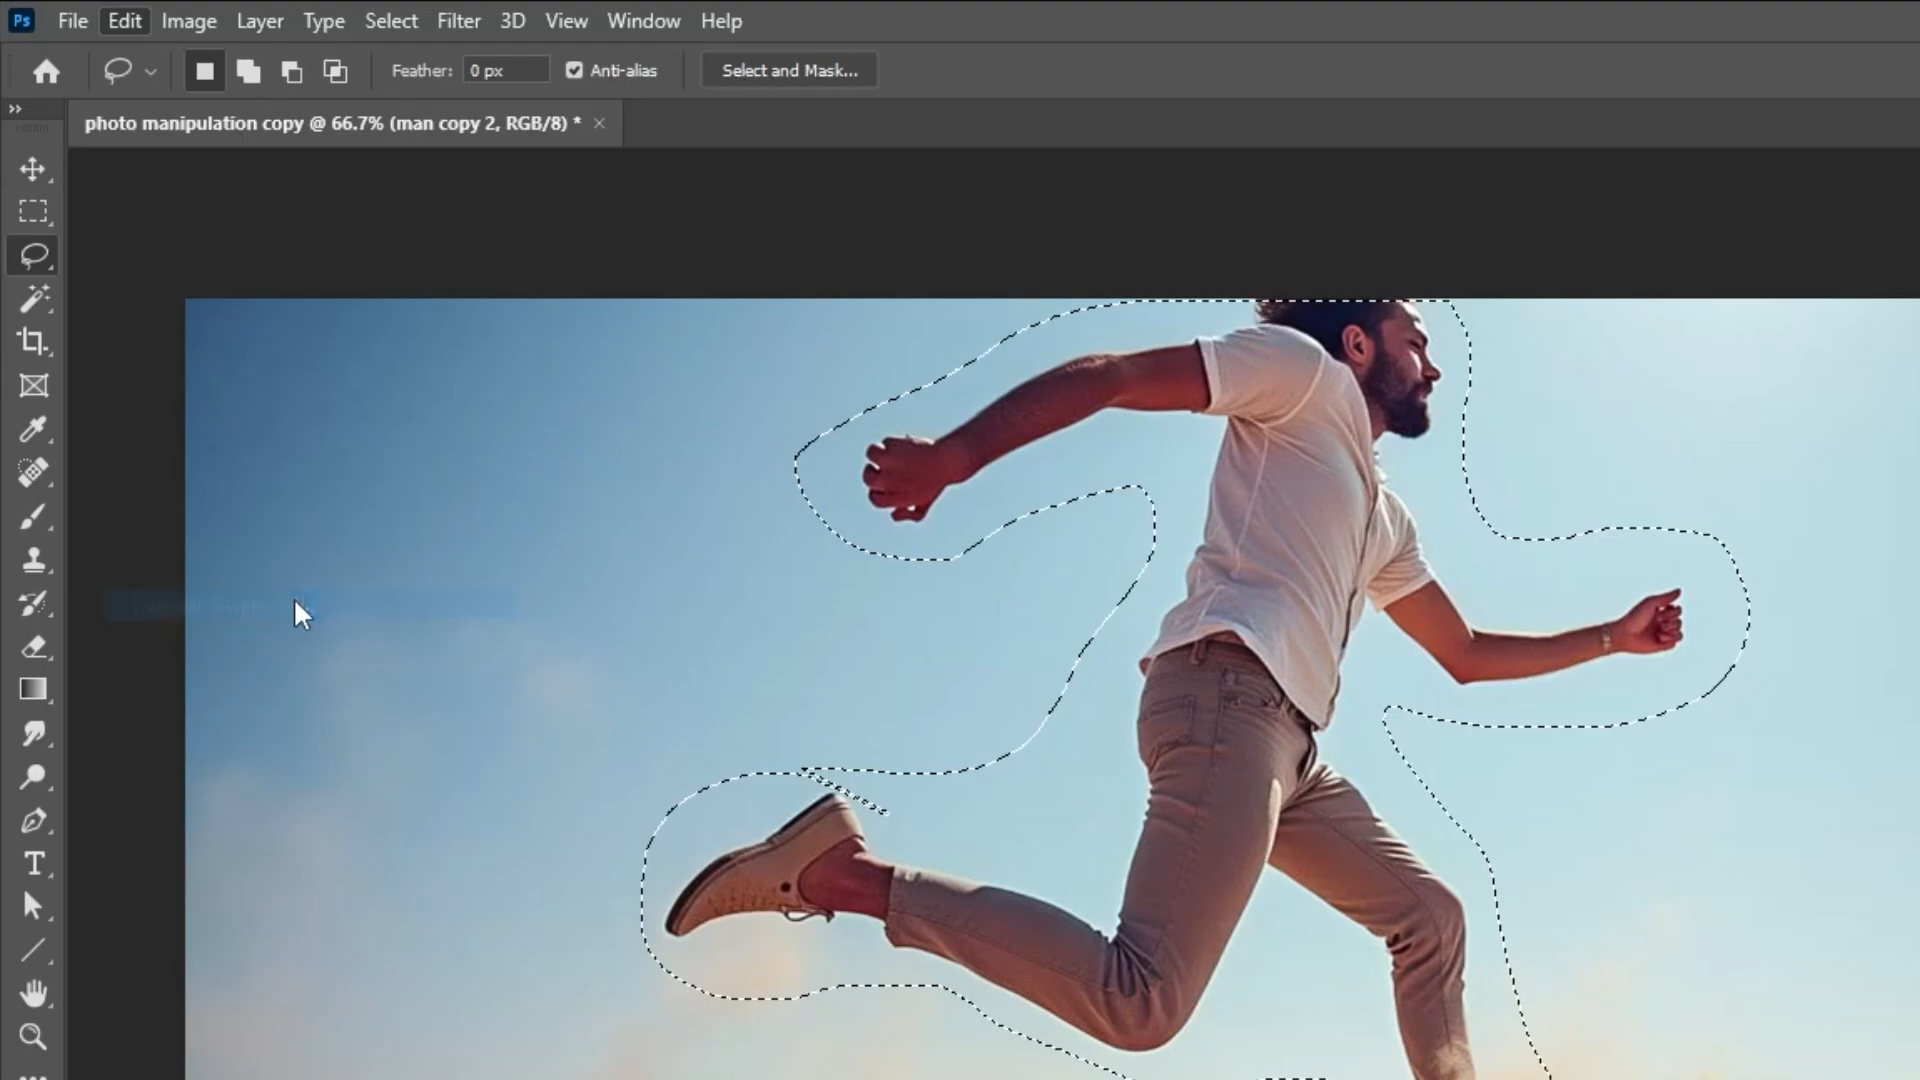 Ps File Edit Image Layer Type Select Filter 3D View Window Help
Feather: 0 px Anti-alias Select and Mask...
photo manipulation copy @ 66.7% (man copy 2, RGB/8) * ×